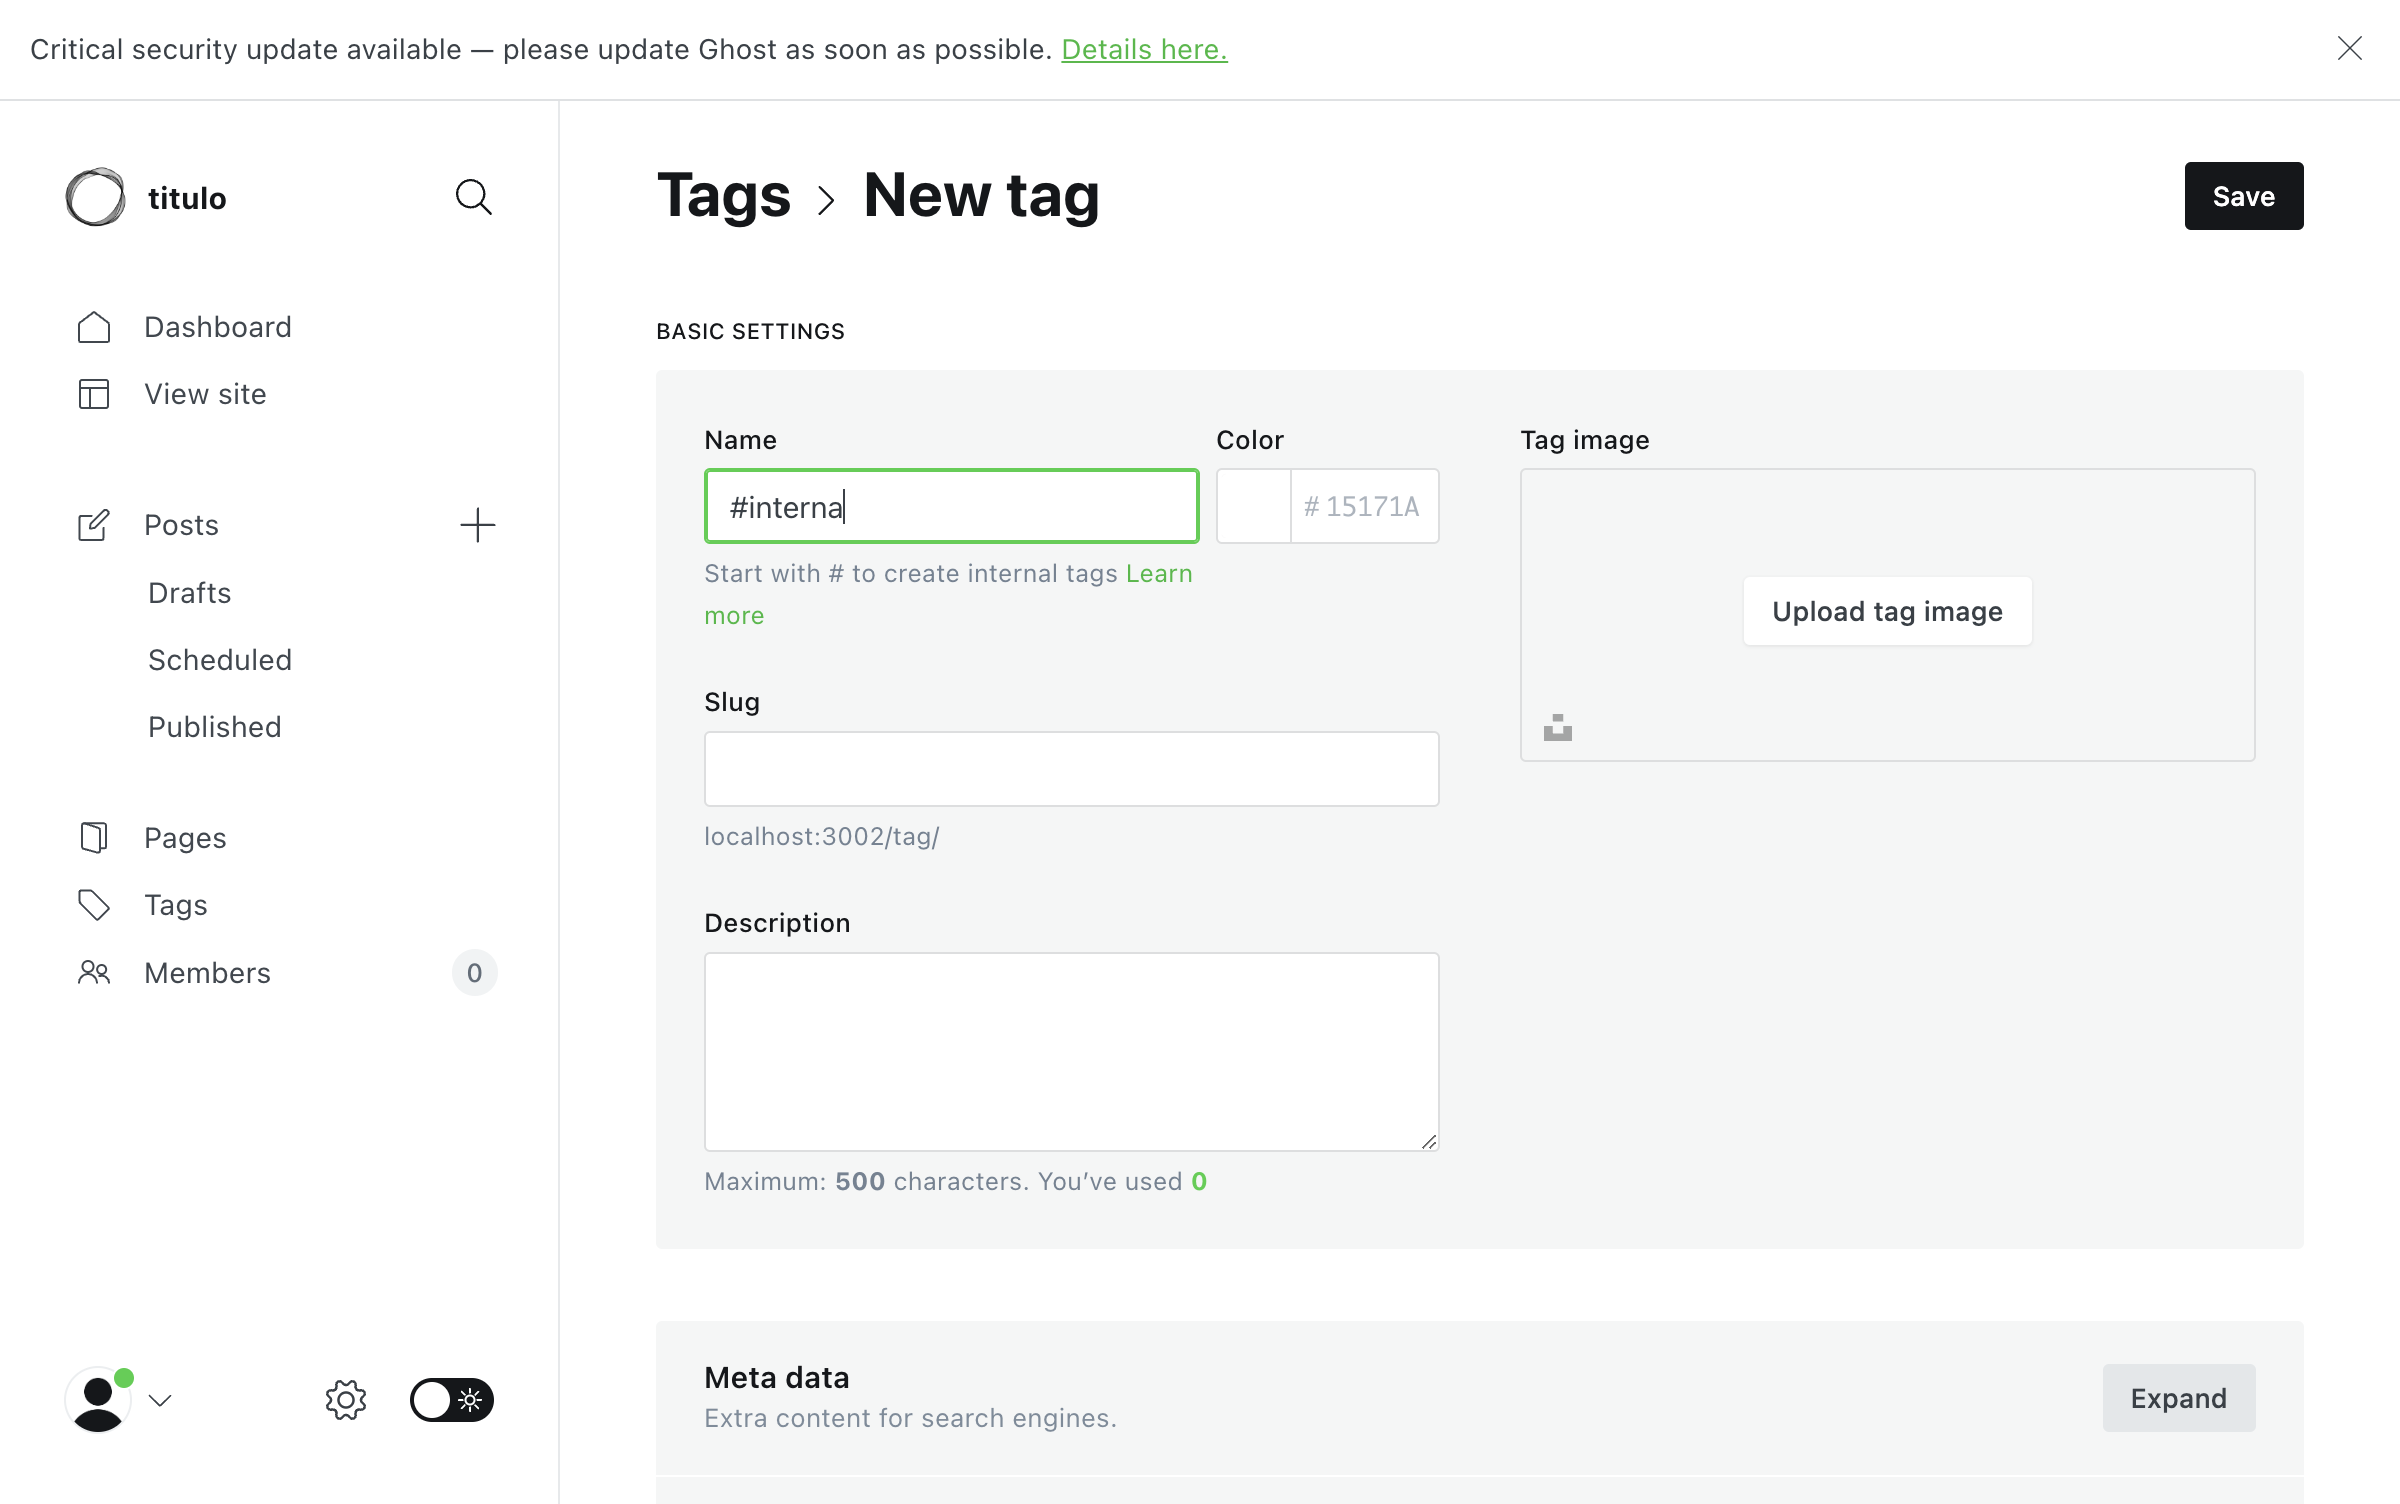 Critical security update available — please update Ghost as soon as possible. Details here.
titulo
Dashboard
View site
Posts
Drafts
Scheduled
Published
Pages
Tags
Members 0
Tags > New tag
Save
BASIC SETTINGS
Name
#interna
Start with # to create internal tags Learn
more
Color
# 15171A
Slug
localhost:3002/tag/
Description
Maximum: 500 characters. You’ve used 0
Tag image
Upload tag image
Meta data
Extra content for search engines.
Expand